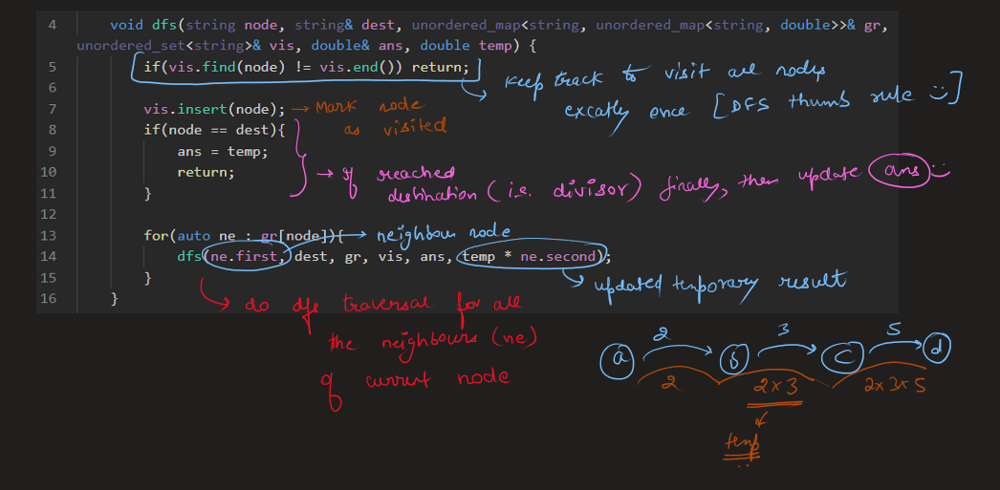 4 void dfs(string node, string& dest, unordered_map<string, unordered_map<string, double>>& gr,
unordered_set<string>& vis, double& ans, double temp) {
5 if(vis.find(node) != vis.end()) return;
6
Keep track to visit all nodes
excatly once [DFS thumb rule :)]
7 vis.insert(node); → Mark node
as visited
8 if(node == dest){
9 ans = temp;
10 return;
11 }
→ If reached
destination (i.e. divisor) finally, then update ans :)
12
13 for(auto ne : gr[node]){ → neighbour node
14 dfs(ne.first, dest, gr, vis, ans, temp * ne.second);
15 }
→ updated temporary result
16 }
→ do dfs traversal for all
the neighbours (ne)
of current node
2 3 5
a b c d
2 2x3 2x3x5
temp